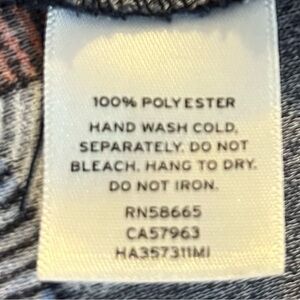 100% POLYESTER
HAND WASH COLD,
SEPARATELY. DO NOT
BLEACH. HANG TO DRY.
DO NOT IRON.
RN58665
CA57963
HA357311MI